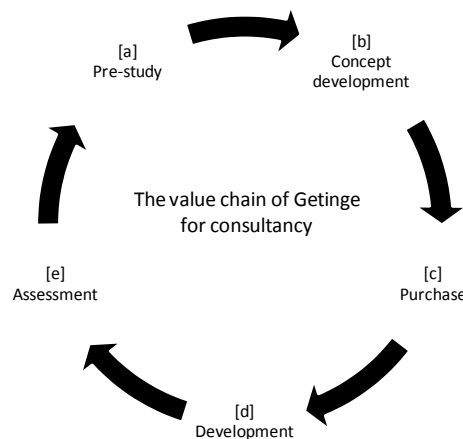 [a]
Pre-study
[b]
Concept
development
The value chain of Getinge
for consultancy
[c]
Purchase
[d]
Development
[e]
Assessment